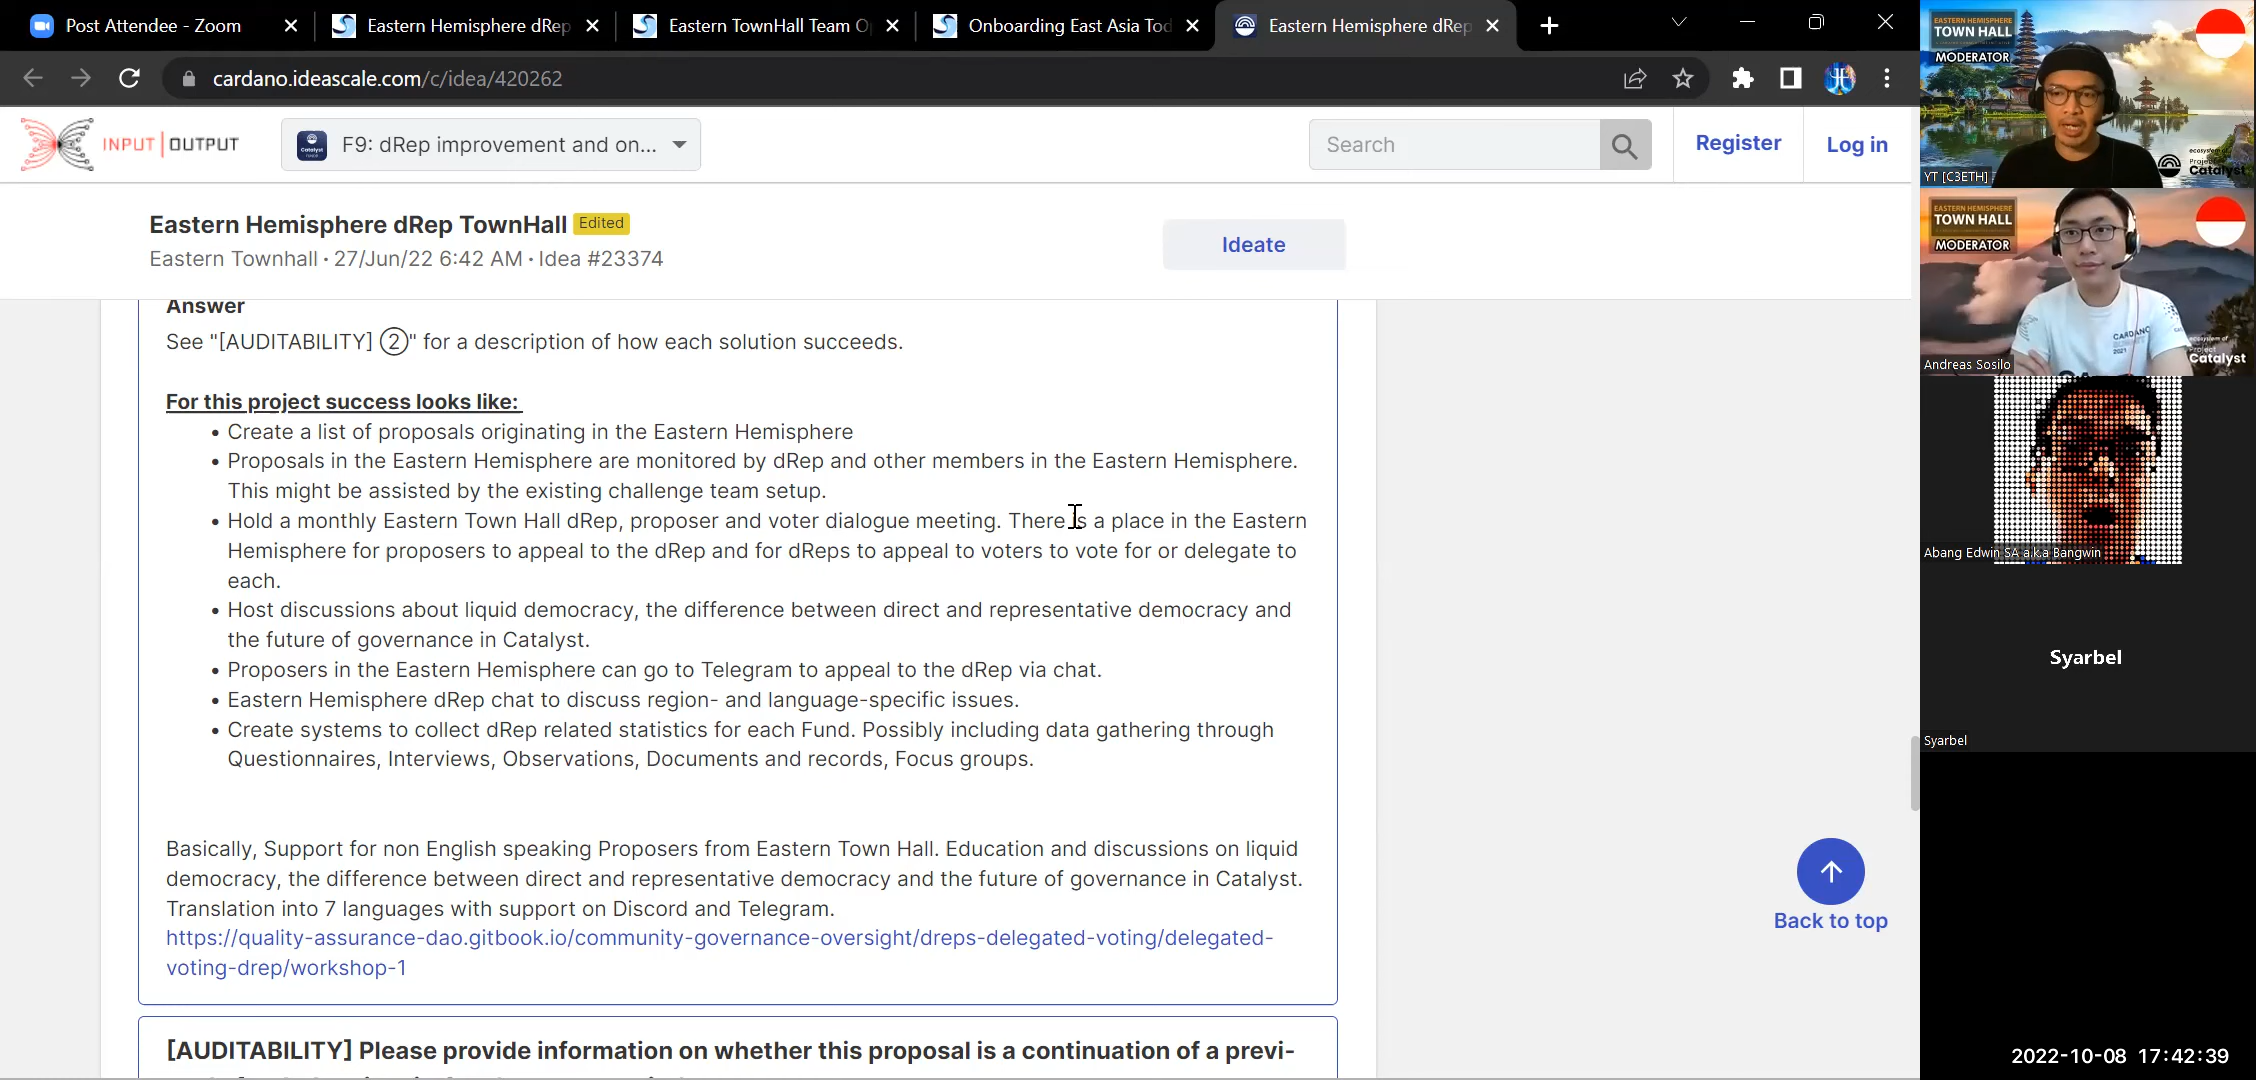 Post Attendee - Zoom
Eastern Hemisphere dRep
Eastern TownHall Team O
Onboarding East Asia Tod
Eastern Hemisphere dRep
cardano.ideascale.com/c/idea/420262
INPUT | OUTPUT
F9: dRep improvement and on...
Search
Register
Log in
Eastern Hemisphere dRep TownHall Edited
Eastern Townhall • 27/Jun/22 6:42 AM • Idea #23374
Ideate
Answer
See "[AUDITABILITY] ②" for a description of how each solution succeeds.
For this project success looks like:
• Create a list of proposals originating in the Eastern Hemisphere
• Proposals in the Eastern Hemisphere are monitored by dRep and other members in the Eastern Hemisphere.
This might be assisted by the existing challenge team setup.
• Hold a monthly Eastern Town Hall dRep, proposer and voter dialogue meeting. There is a place in the Eastern
Hemisphere for proposers to appeal to the dRep and for dReps to appeal to voters to vote for or delegate to
each.
• Host discussions about liquid democracy, the difference between direct and representative democracy and
the future of governance in Catalyst.
• Proposers in the Eastern Hemisphere can go to Telegram to appeal to the dRep via chat.
• Eastern Hemisphere dRep chat to discuss region- and language-specific issues.
• Create systems to collect dRep related statistics for each Fund. Possibly including data gathering through
Questionnaires, Interviews, Observations, Documents and records, Focus groups.
Basically, Support for non English speaking Proposers from Eastern Town Hall. Education and discussions on liquid
democracy, the difference between direct and representative democracy and the future of governance in Catalyst.
Translation into 7 languages with support on Discord and Telegram.
https://quality-assurance-dao.gitbook.io/community-governance-oversight/dreps-delegated-voting/delegated-
voting-drep/workshop-1
Back to top
[AUDITABILITY] Please provide information on whether this proposal is a continuation of a previ-
EASTERN HEMISPHERE
TOWN HALL
MODERATOR
ecosystem of
Project
Catalyst
YT [C3ETH]
EASTERN HEMISPHERE
TOWN HALL
MODERATOR
CARDANO
SUMMIT
2021
ecosystem of
Project
Catalyst
Andreas Sosilo
Abang Edwin SA a.k.a Bangwin
Syarbel
Syarbel
2022-10-08 17:42:39